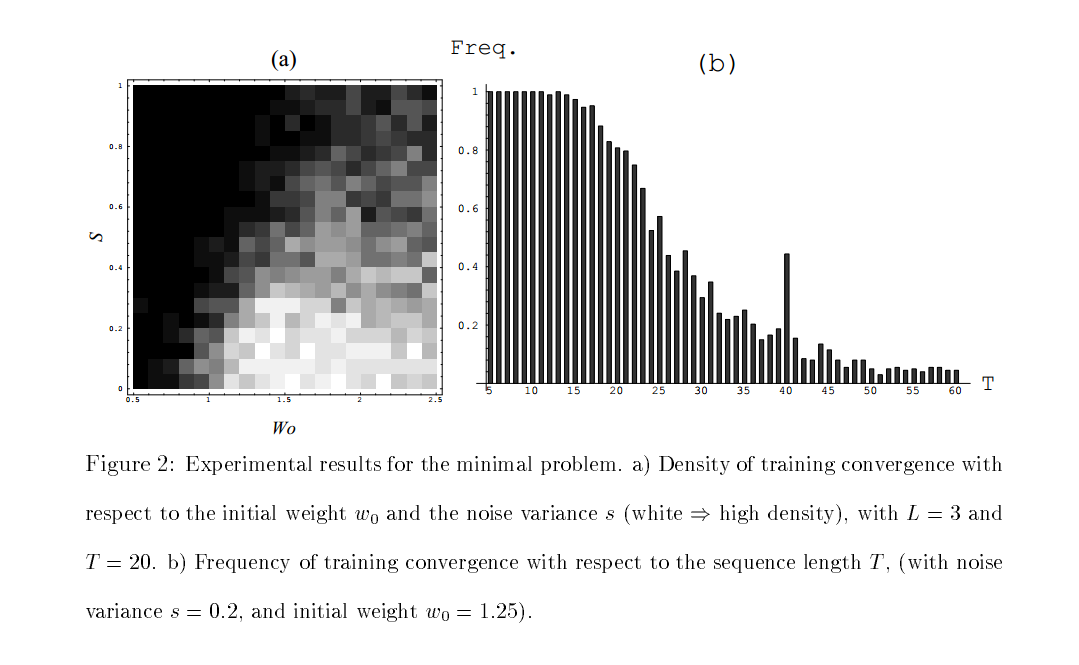 (a)
Freq.
(b)
1
0.8
0.6
0.4
0.2
0
S
0.5 1 1.5 2 2.5
Wo
1
0.8
0.6
0.4
0.2
5 10 15 20 25 30 35 40 45 50 55 60
T
Figure 2: Experimental results for the minimal problem. a) Density of training convergence with
respect to the initial weight w₀ and the noise variance s (white ⇒ high density), with L = 3 and
T = 20. b) Frequency of training convergence with respect to the sequence length T, (with noise
variance s = 0.2, and initial weight w₀ = 1.25).